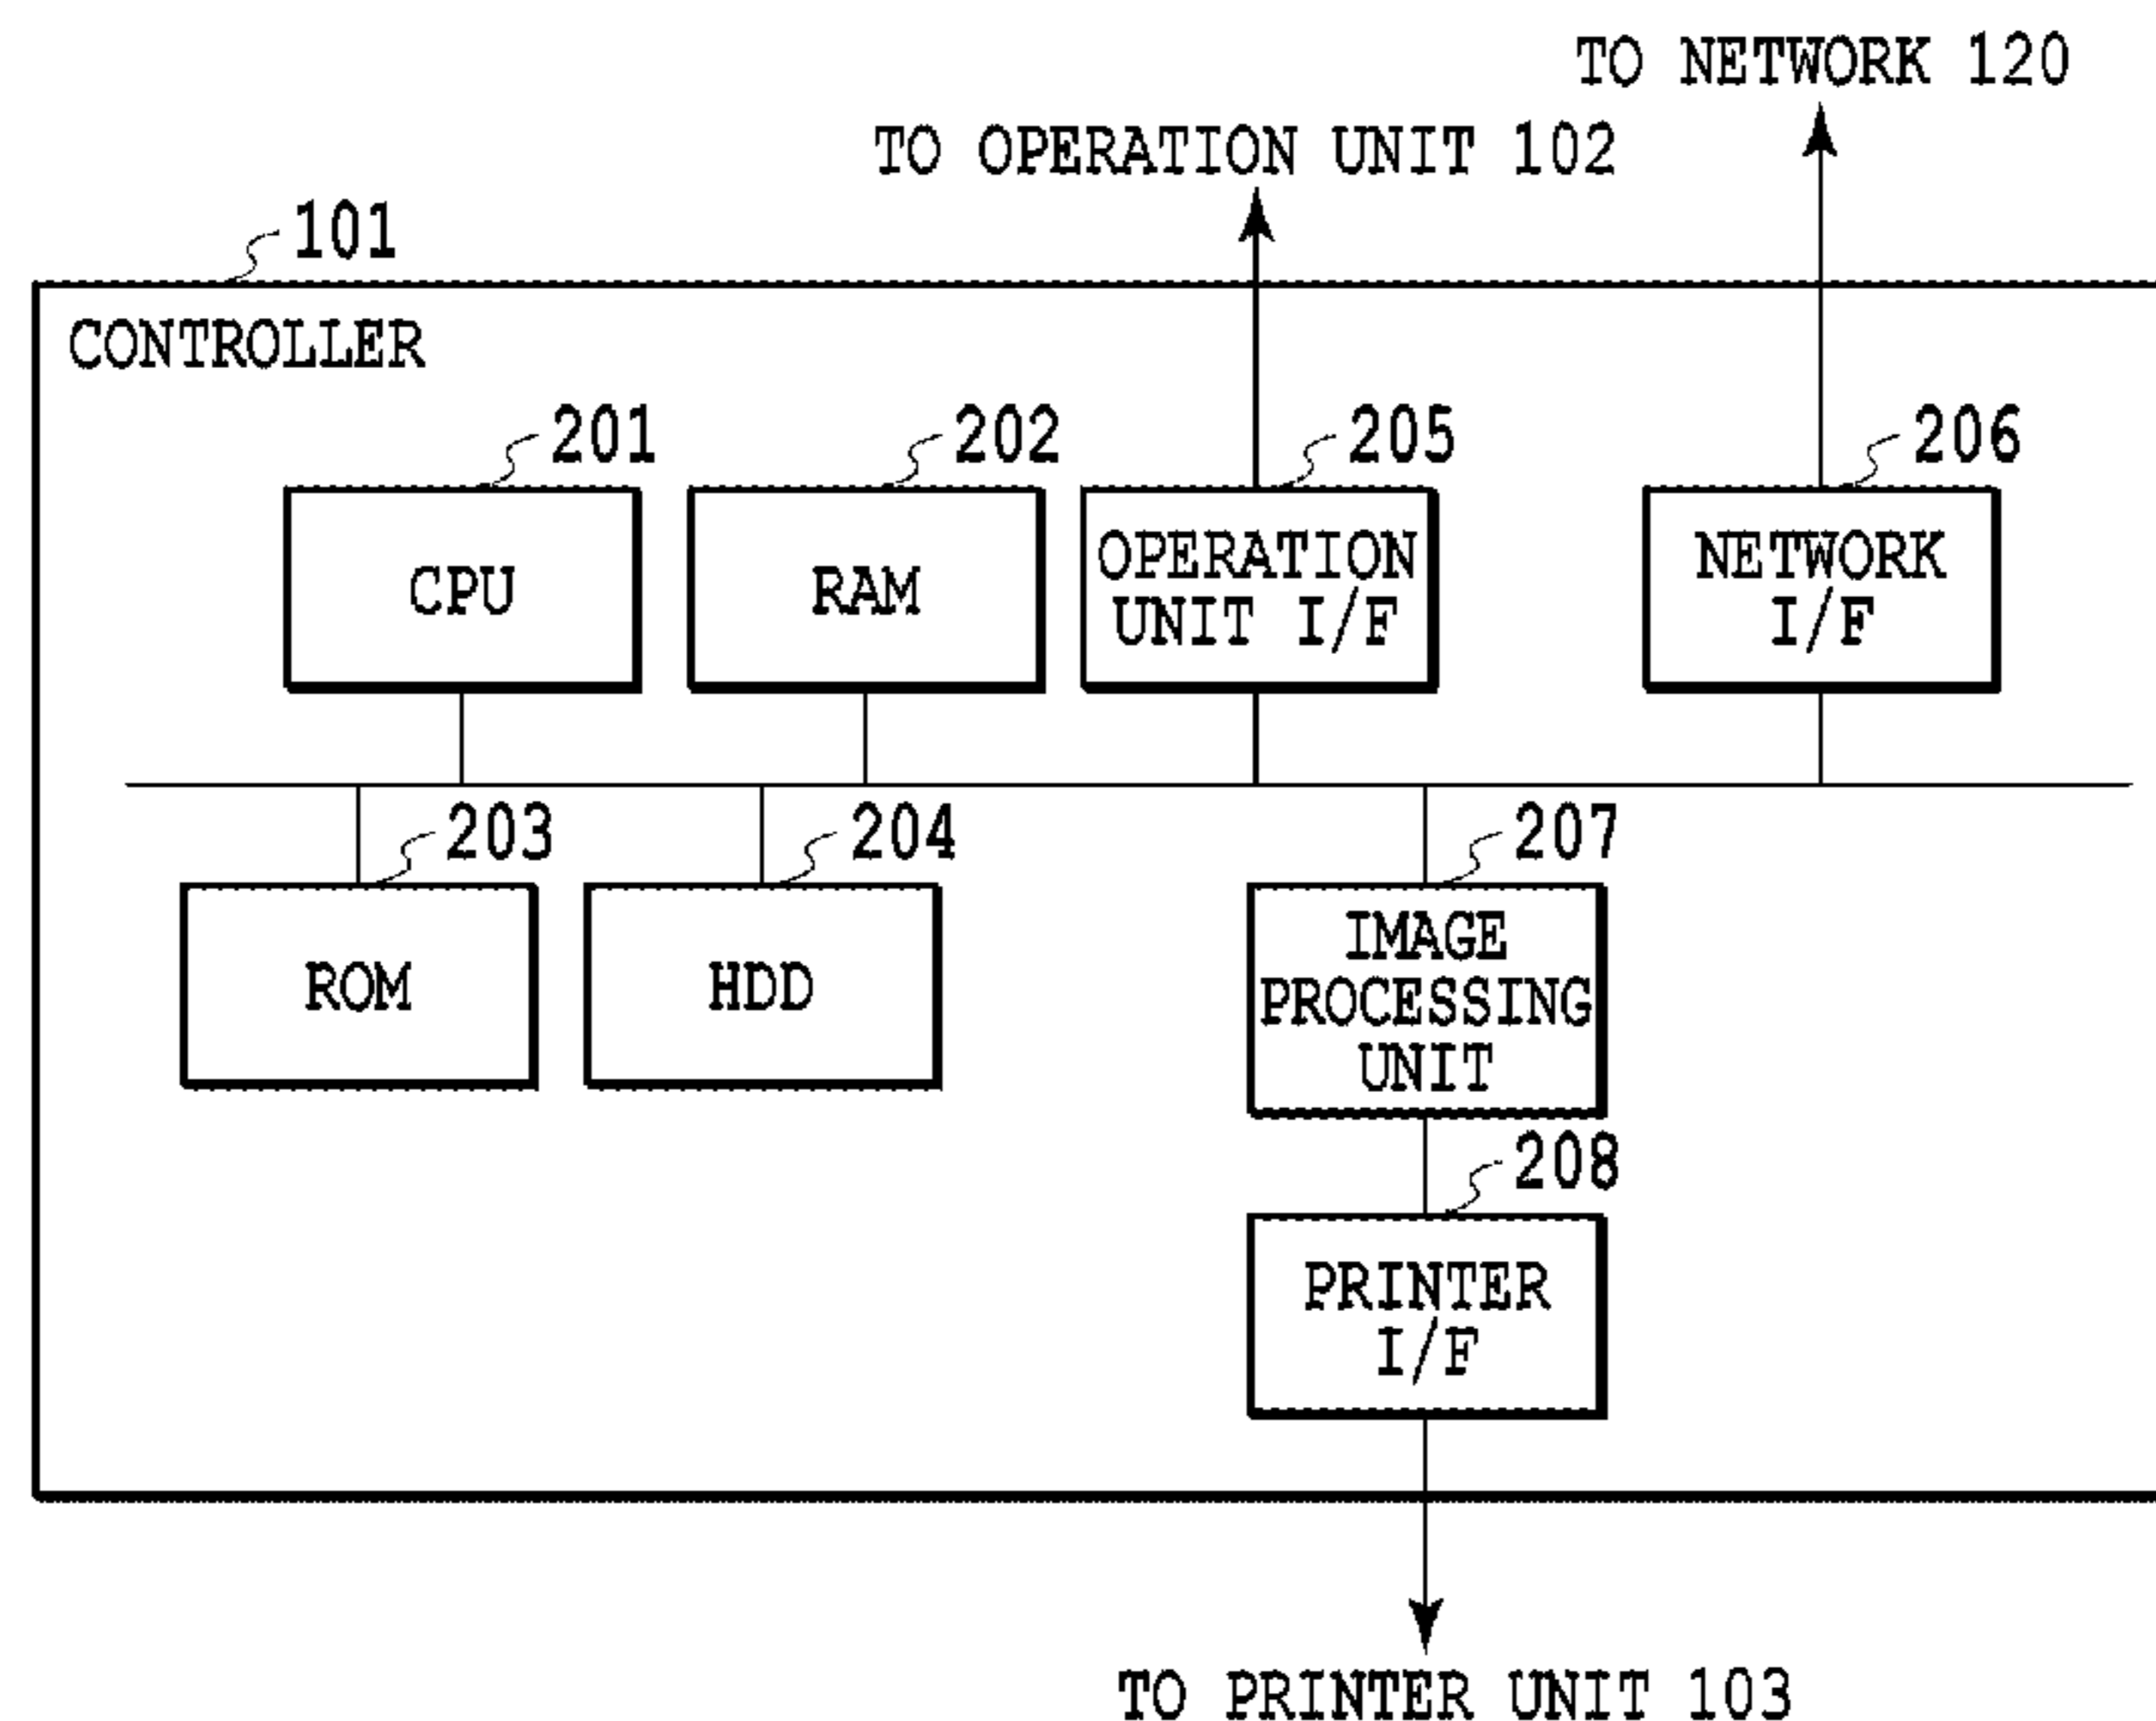 TO NETWORK 120
TO OPERATION UNIT 102
101
CONTROLLER
201
202
205
206
CPU
RAM
OPERATION
UNIT I/F
NETWORK
I/F
203
204
207
ROM
HDD
IMAGE
PROCESSING
UNIT
208
PRINTER
I/F
TO PRINTER UNIT 103